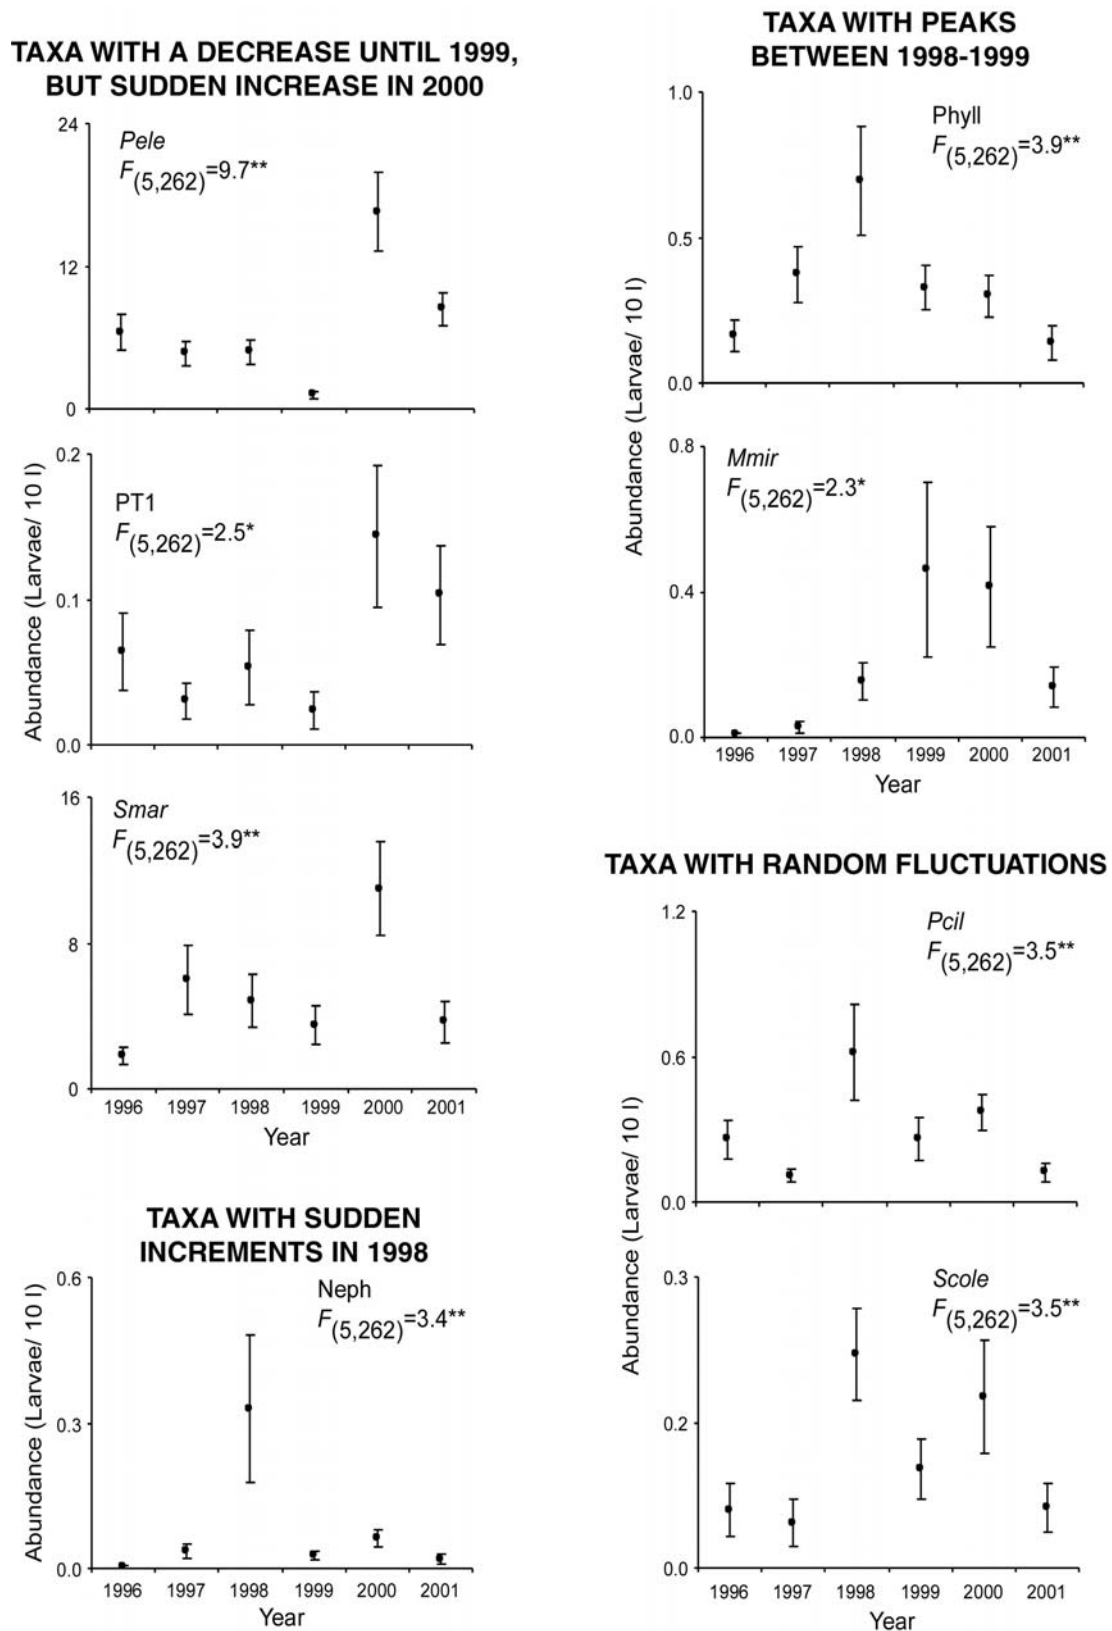 TAXA WITH A DECREASE UNTIL 1999,
BUT SUDDEN INCREASE IN 2000
24
Pele
F(5,262)=9.7**
12
0
Abundance (Larvae/ 10 l)
0.2
PT1
F(5,262)=2.5*
0.1
0.0
16
Smar
F(5,262)=3.9**
8
0
1996 1997 1998 1999 2000 2001
Year
TAXA WITH SUDDEN
INCREMENTS IN 1998
Abundance (Larvae/ 10 l)
0.6
Neph
F(5,262)=3.4**
0.3
0.0
1996 1997 1998 1999 2000 2001
Year
TAXA WITH PEAKS
BETWEEN 1998-1999
1.0
Phyll
F(5,262)=3.9**
0.5
0.0
Abundance (Larvae/ 10 l)
0.8
Mmir
F(5,262)=2.3*
0.4
0.0
1996 1997 1998 1999 2000 2001
Year
TAXA WITH RANDOM FLUCTUATIONS
1.2
Pcil
F(5,262)=3.5**
0.6
0.0
Abundance (Larvae/ 10 l)
0.3
Scole
F(5,262)=3.5**
0.2
0.0
1996 1997 1998 1999 2000 2001
Year